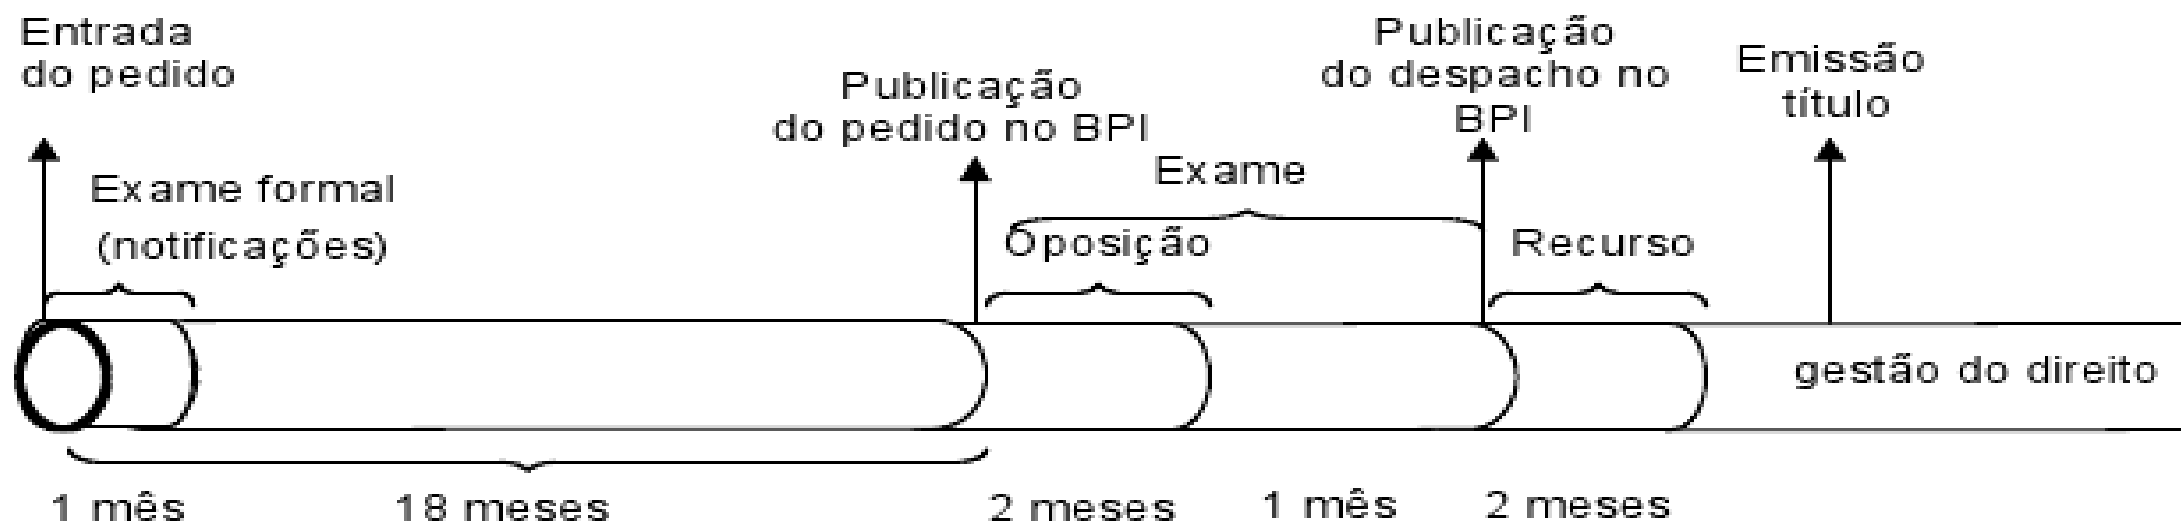 Entrada
do pedido
Exame formal
(notificações)
Publicação
do pedido no BPI
Exame
Oposição
Publicação
do despacho no
BPI
Recurso
Emissão
título
gestão do direito
1 mês
18 meses
2 meses
1 mês
2 meses